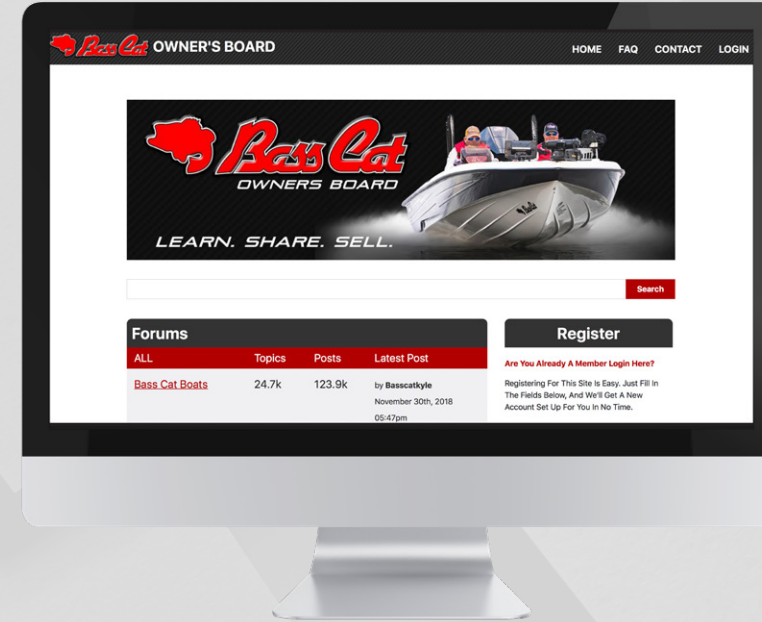 Bass Cat OWNER'S BOARD
HOME FAQ CONTACT LOGIN
Bass Cat
OWNERS BOARD
LEARN. SHARE. SELL.
Search
Forums
ALL Topics Posts Latest Post
Bass Cat Boats 24.7k 123.9k by Basscatkyle
November 30th, 2018
05:47pm
Register
Are You Already A Member Login Here?
Registering For This Site Is Easy. Just Fill In
The Fields Below, And We'll Get A New
Account Set Up For You In No Time.